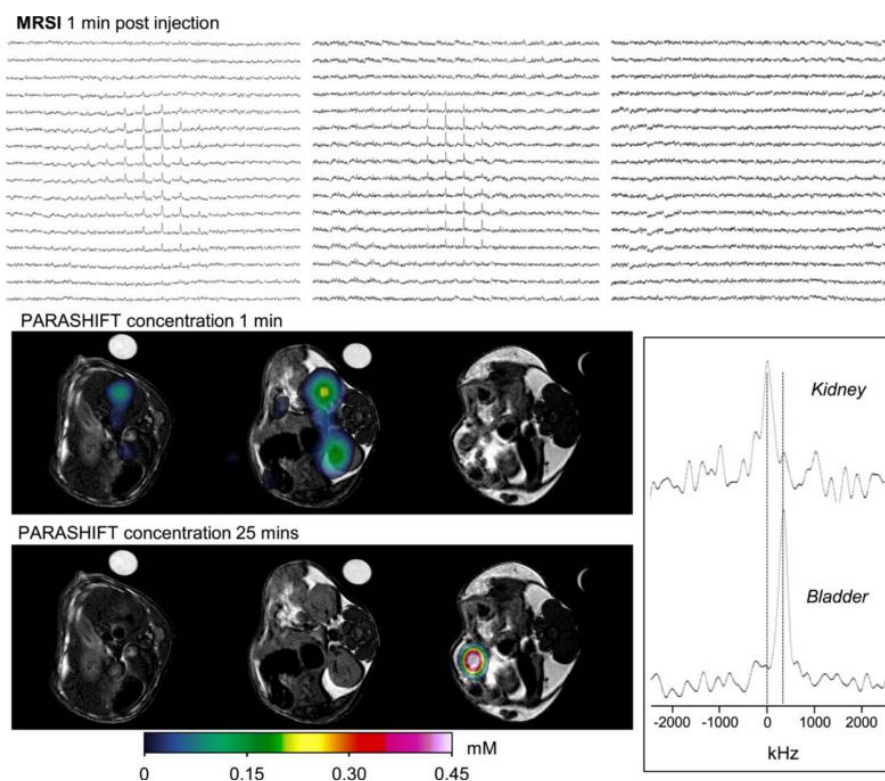 MRSI 1 min post injection
PARASHIFT concentration 1 min
Kidney
PARASHIFT concentration 25 mins
Bladder
-2000 -1000 0 1000 2000
kHz
mM
0 0.15 0.30 0.45